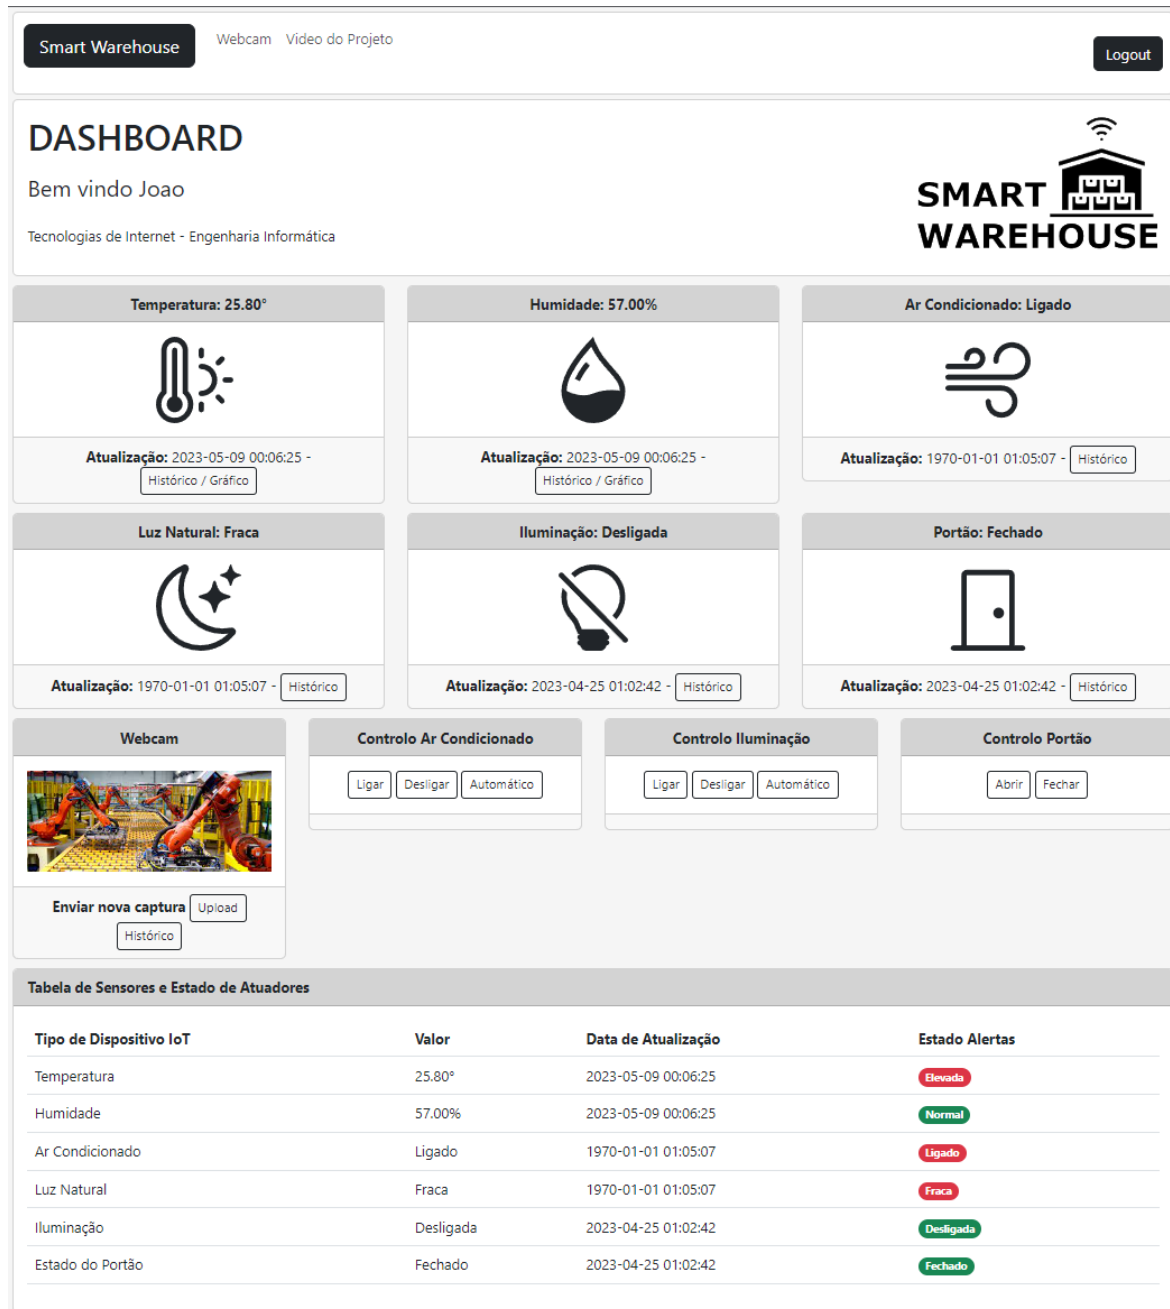 Smart Warehouse Webcam Video do Projeto Logout
DASHBOARD
Bem vindo Joao
Tecnologias de Internet - Engenharia Informática
SMART
WAREHOUSE
Temperatura: 25.80°
Atualização: 2023-05-09 00:06:25 -
Histórico / Gráfico
Humidade: 57.00%
Atualização: 2023-05-09 00:06:25 -
Histórico / Gráfico
Ar Condicionado: Ligado
Atualização: 1970-01-01 01:05:07 - Histórico
Luz Natural: Fraca
Atualização: 1970-01-01 01:05:07 - Histórico
Iluminação: Desligada
Atualização: 2023-04-25 01:02:42 - Histórico
Portão: Fechado
Atualização: 2023-04-25 01:02:42 - Histórico
Webcam
Enviar nova captura Upload
Histórico
Controlo Ar Condicionado
Ligar Desligar Automático
Controlo Iluminação
Ligar Desligar Automático
Controlo Portão
Abrir Fechar
Tabela de Sensores e Estado de Atuadores
Tipo de Dispositivo IoT Valor Data de Atualização Estado Alertas
Temperatura 25.80° 2023-05-09 00:06:25 Elevada
Humidade 57.00% 2023-05-09 00:06:25 Normal
Ar Condicionado Ligado 1970-01-01 01:05:07 Ligado
Luz Natural Fraca 1970-01-01 01:05:07 Fraca
Iluminação Desligada 2023-04-25 01:02:42 Desligada
Estado do Portão Fechado 2023-04-25 01:02:42 Fechado